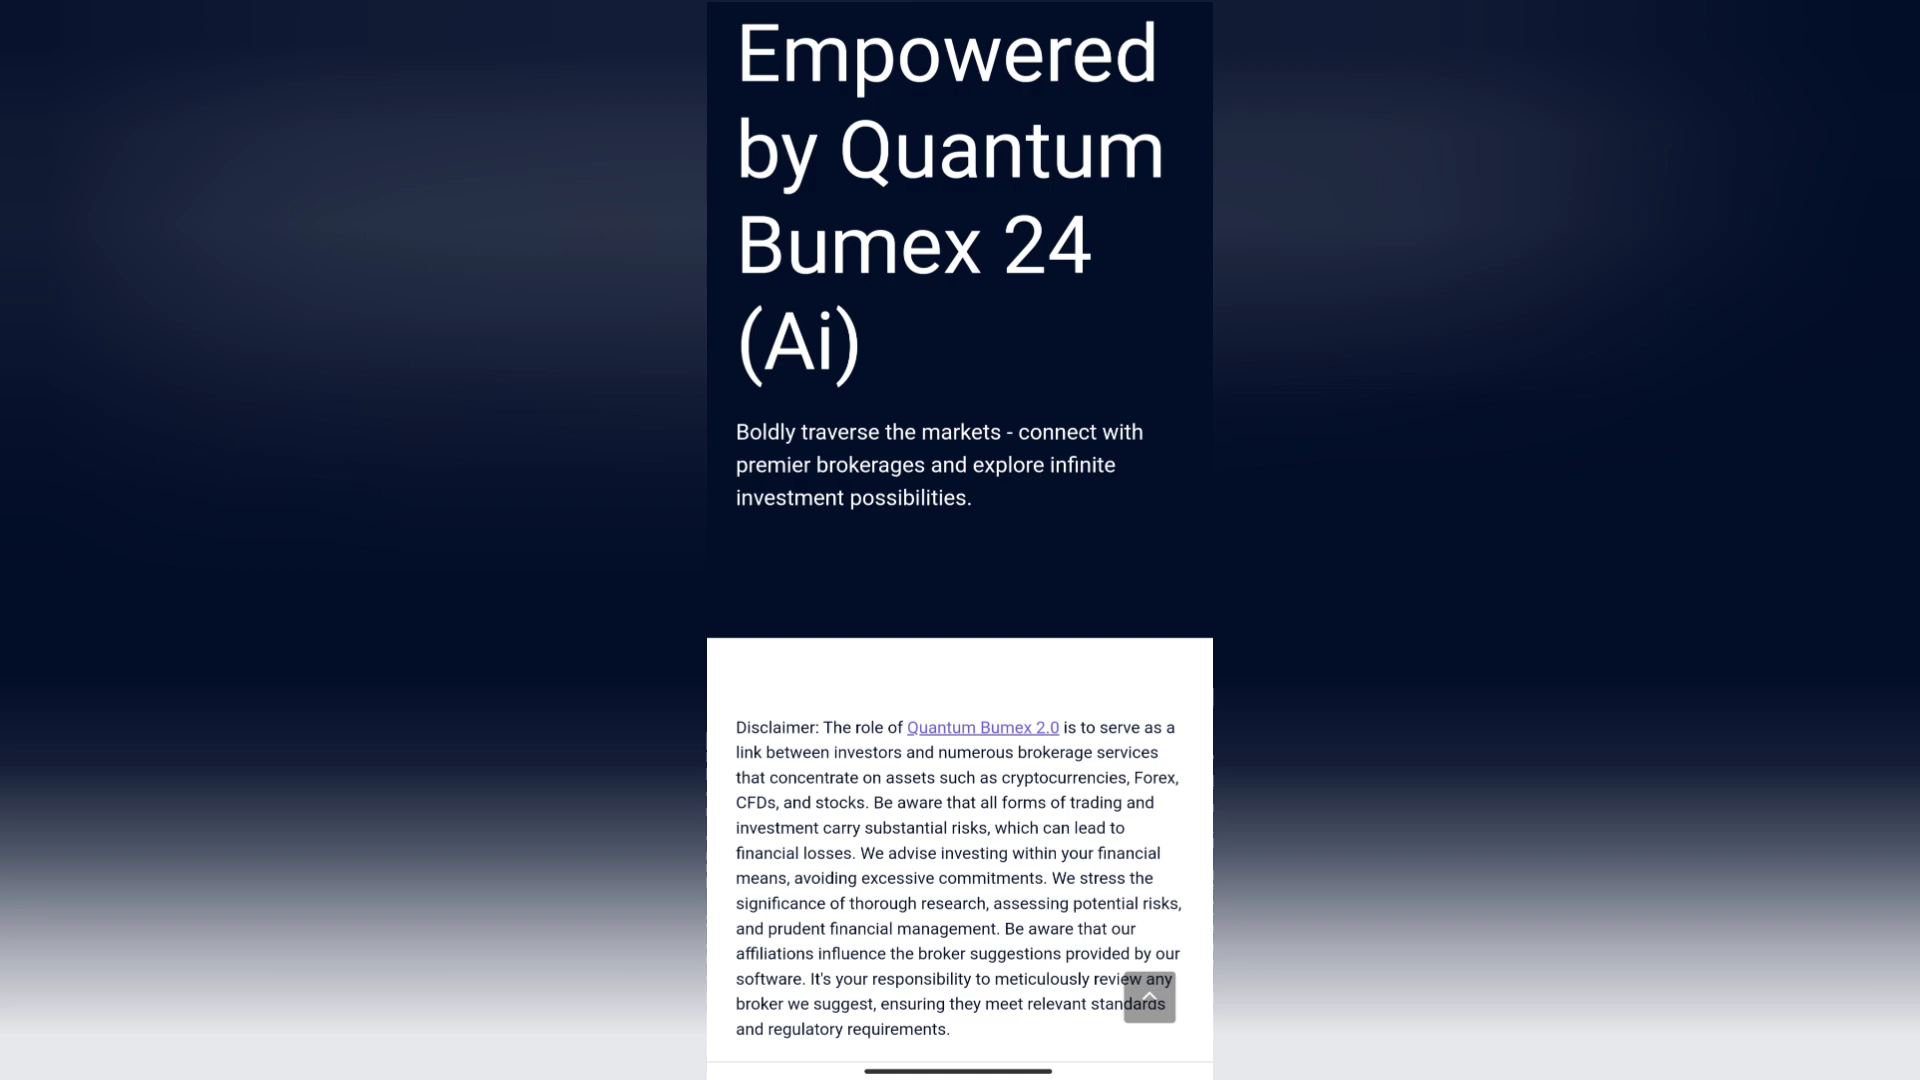 Empowered
by Quantum
Bumex 24
(Ai)
Boldly traverse the markets - connect with
premier brokerages and explore infinite
investment possibilities.
Disclaimer: The role of Quantum Bumex 2.0 is to serve as a
link between investors and numerous brokerage services
that concentrate on assets such as cryptocurrencies, Forex,
CFDs, and stocks. Be aware that all forms of trading and
investment carry substantial risks, which can lead to
financial losses. We advise investing within your financial
means, avoiding excessive commitments. We stress the
significance of thorough research, assessing potential risks,
and prudent financial management. Be aware that our
affiliations influence the broker suggestions provided by our
software. It's your responsibility to meticulously review any
broker we suggest, ensuring they meet relevant standards
and regulatory requirements.